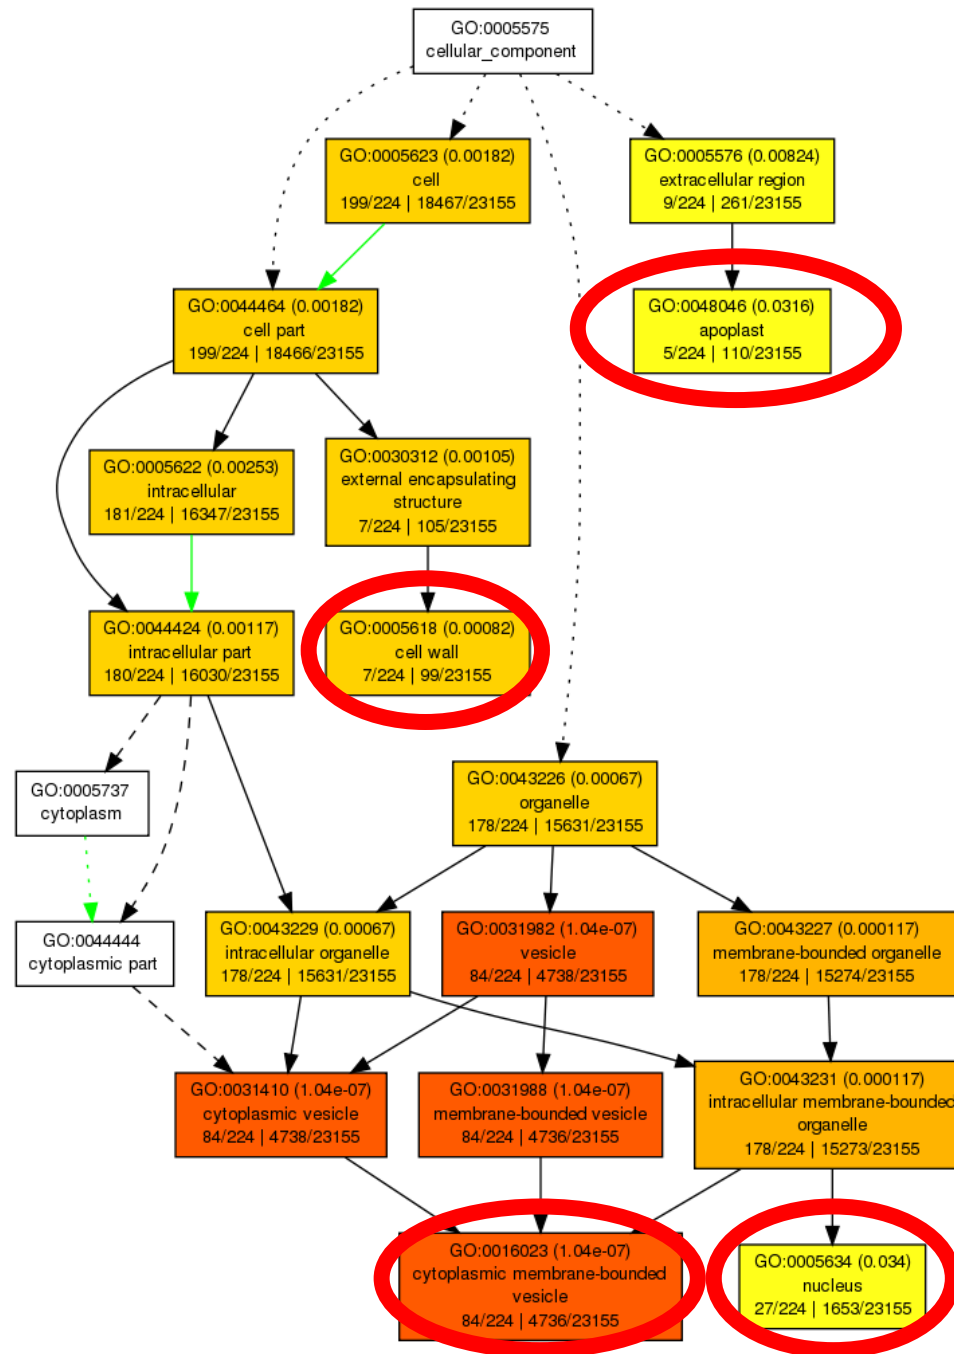 GO:0005575
cellular_component
GO:0005623 (0.00182)
cell
199/224 | 18467/23155
GO:0005576 (0.00824)
extracellular region
9/224 | 261/23155
GO:0044464 (0.00182)
cell part
199/224 | 18466/23155
GO:0048046 (0.0316)
apoplast
5/224 | 110/23155
GO:0005622 (0.00253)
intracellular
181/224 | 16347/23155
GO:0030312 (0.00105)
external encapsulating
structure
7/224 | 105/23155
GO:0044424 (0.00117)
intracellular part
180/224 | 16030/23155
GO:0005618 (0.00082)
cell wall
7/224 | 99/23155
GO:0005737
cytoplasm
GO:0043226 (0.00067)
organelle
178/224 | 15631/23155
GO:0044444
cytoplasmic part
GO:0043229 (0.00067)
intracellular organelle
178/224 | 15631/23155
GO:0031982 (1.04e-07)
vesicle
84/224 | 4738/23155
GO:0043227 (0.000117)
membrane-bounded organelle
178/224 | 15274/23155
GO:0031410 (1.04e-07)
cytoplasmic vesicle
84/224 | 4738/23155
GO:0031988 (1.04e-07)
membrane-bounded vesicle
84/224 | 4736/23155
GO:0043231 (0.000117)
intracellular membrane-bounded
organelle
178/224 | 15273/23155
GO:0016023 (1.04e-07)
cytoplasmic membrane-bounded
vesicle
84/224 | 4736/23155
GO:0005634 (0.034)
nucleus
27/224 | 1653/23155